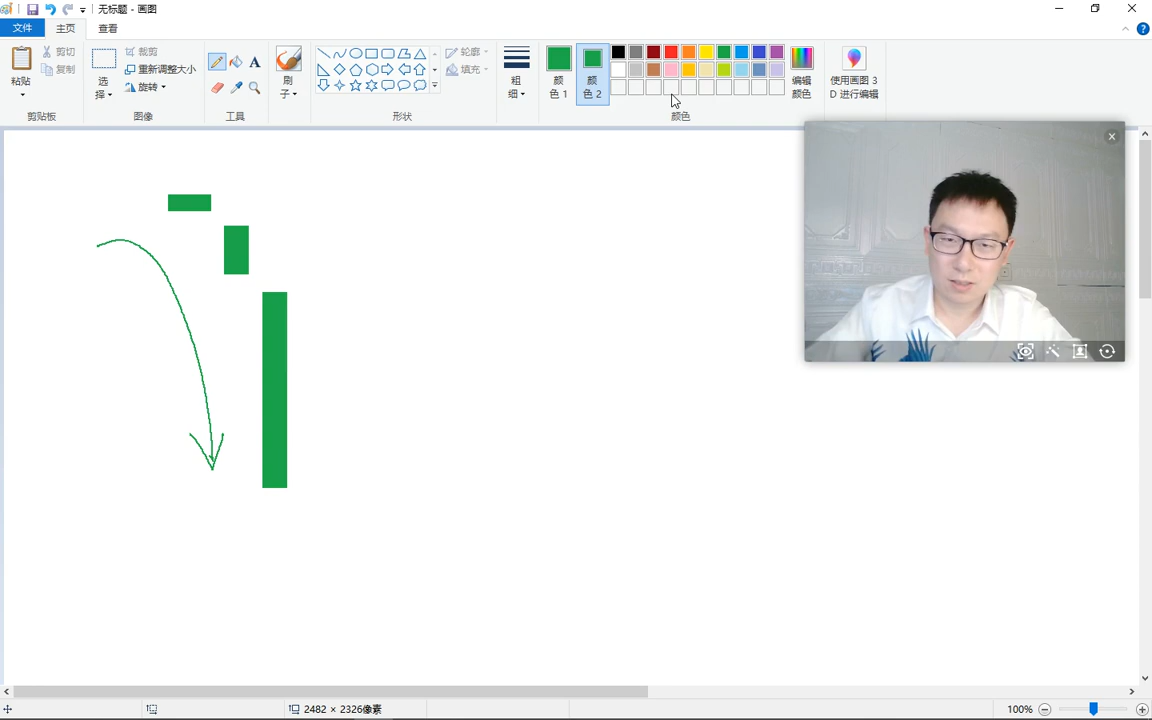 无标题 - 画图
文件
主页
查看
粘贴
剪切
复制
剪贴板
选
择
裁剪
重新调整大小
旋转
图像
A
工具
刷
子
形状
轮廓
填充
粗
细
颜
色 1
颜
色 2
颜色
编辑
颜色
使用画图 3
D 进行编辑
2482 × 2326像素
100%